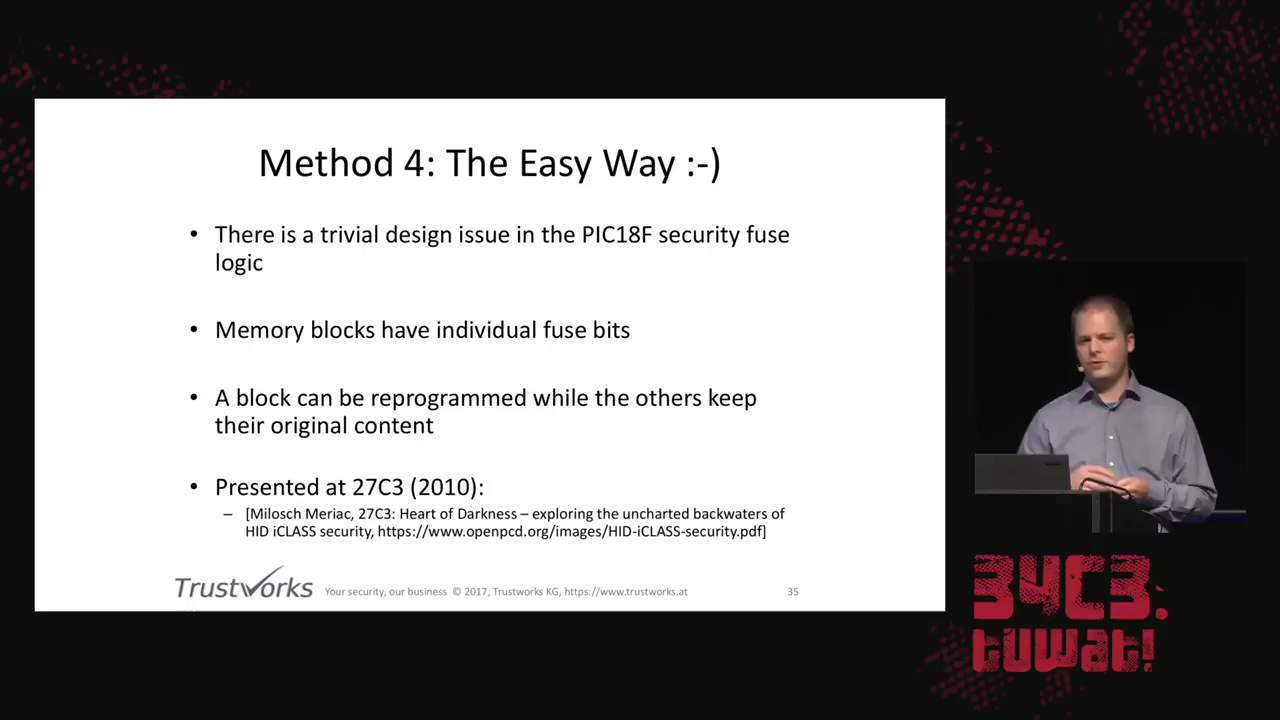 Method 4: The Easy Way :-)
• There is a trivial design issue in the PIC18F security fuse
logic
• Memory blocks have individual fuse bits
• A block can be reprogrammed while the others keep
their original content
• Presented at 27C3 (2010):
– [Milosch Meriac, 27C3: Heart of Darkness – exploring the uncharted backwaters of
HID iCLASS security, https://www.openpcd.org/images/HID-iCLASS-security.pdf]
Trustworks Your security, our business © 2017, Trustworks KG, https://www.trustworks.at 35
34C3:
tuwat!